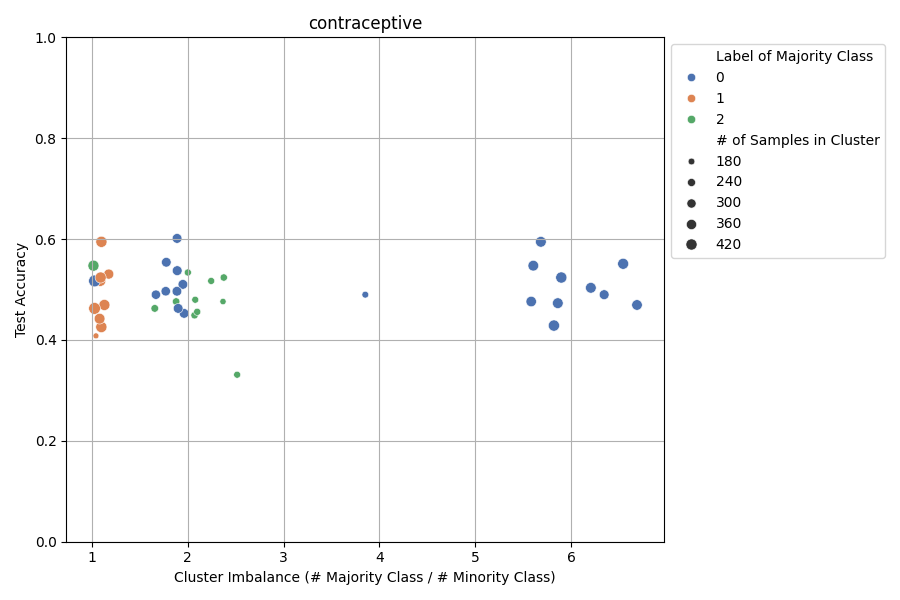 contraceptive
Test Accuracy
1.0
0.8
0.6
0.4
0.2
0.0
1 2 3 4 5 6
Cluster Imbalance (# Majority Class / # Minority Class)
Label of Majority Class
0
1
2
# of Samples in Cluster
180
240
300
360
420